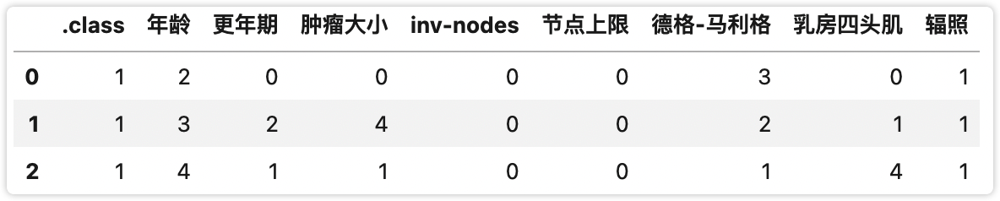 .class 年龄 更年期 肿瘤大小 inv-nodes 节点上限 德格-马利格 乳房四头肌 辐照
0 1 2 0 0 0 0 3 0 1
1 1 3 2 4 0 0 2 1 1
2 1 4 1 1 0 0 1 4 1